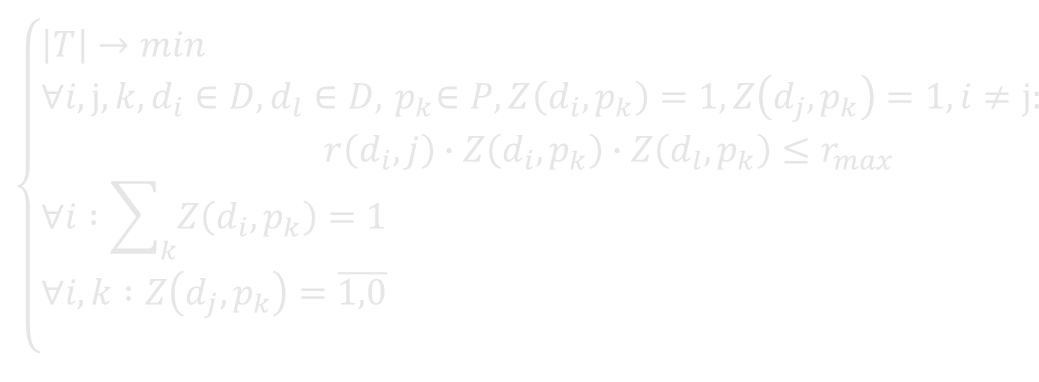 |T| → min
∀i, j, k, d_i ∈ D, d_l ∈ D, p_k ∈ P, Z(d_i, p_k) = 1, Z(d_j, p_k) = 1, i ≠ j:
r(d_i, j) · Z(d_i, p_k) · Z(d_l, p_k) ≤ r_max
∀i : ∑_k Z(d_i, p_k) = 1
∀i, k : Z(d_j, p_k) = \overline{1,0}